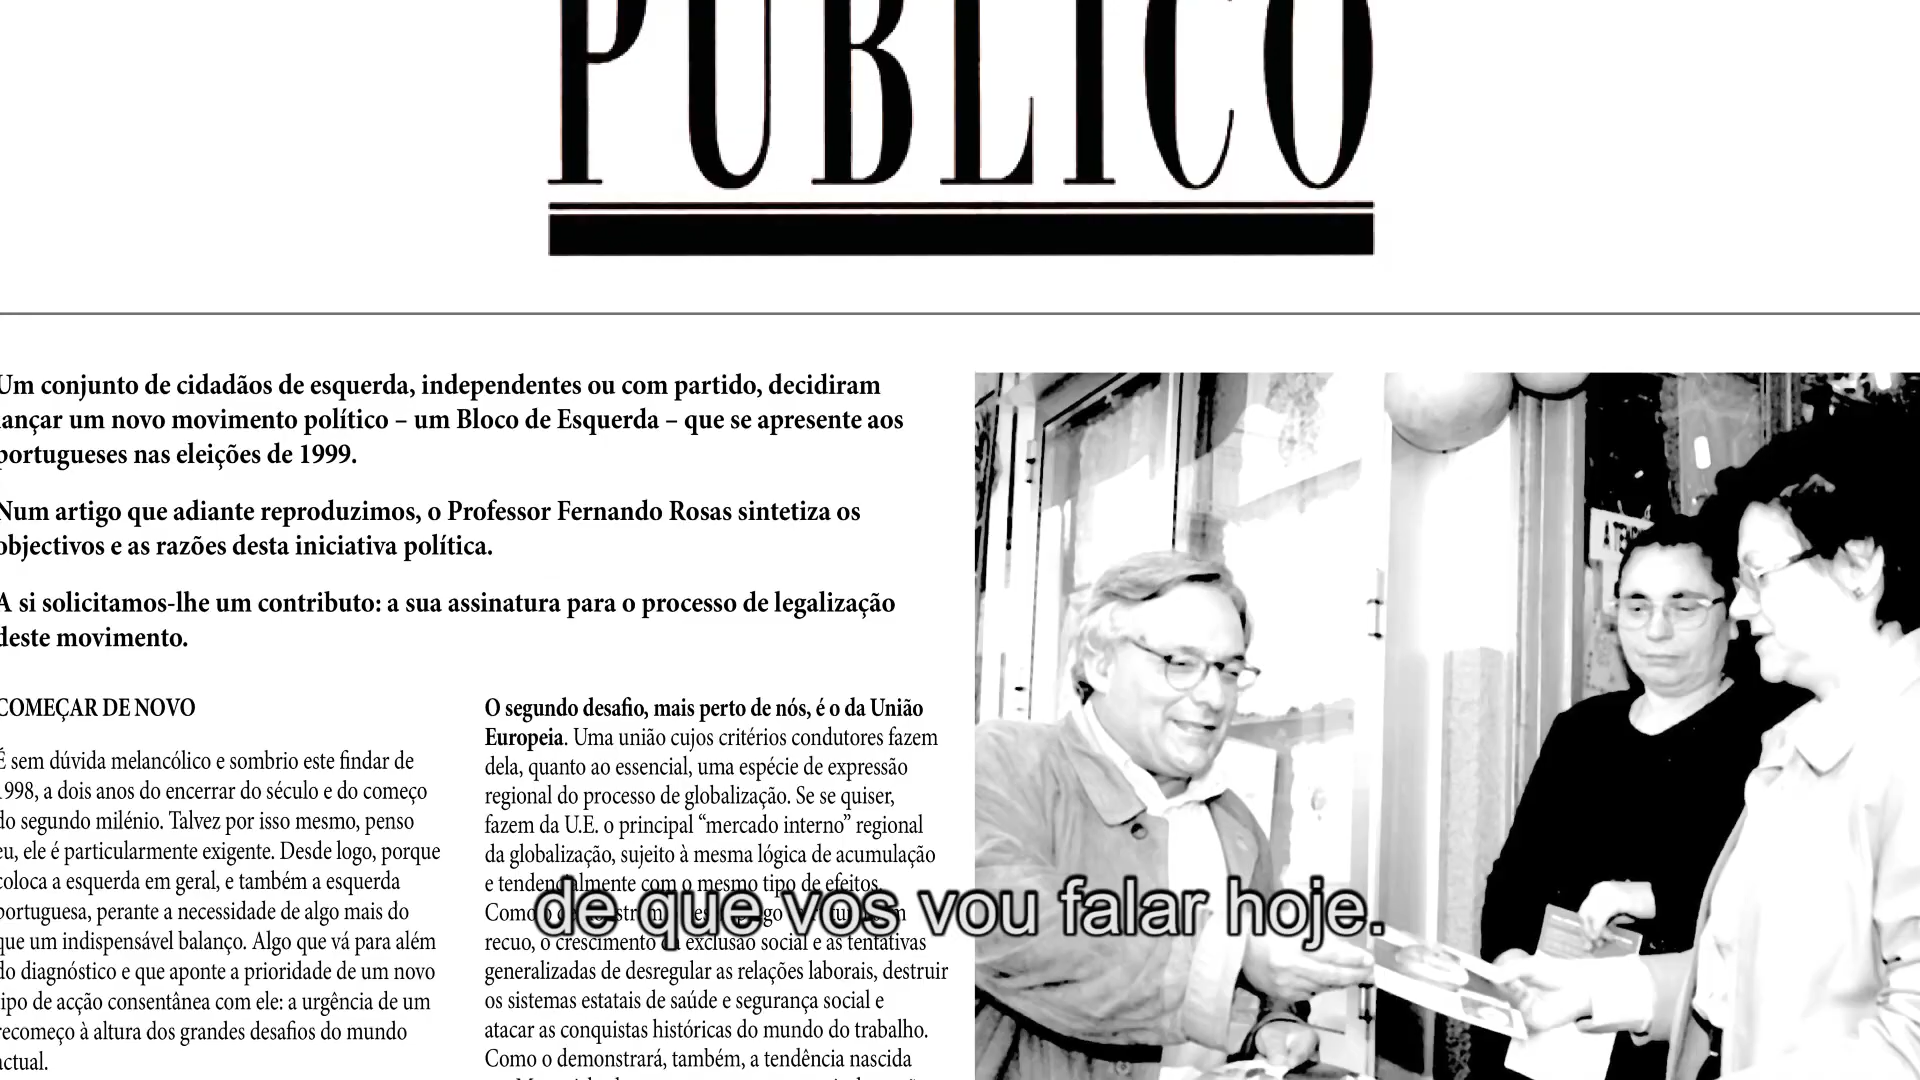 PÚBLICO
Um conjunto de cidadãos de esquerda, independentes ou com partido, decidiram
lançar um novo movimento político – um Bloco de Esquerda – que se apresente aos
portugueses nas eleições de 1999.
Num artigo que adiante reproduzimos, o Professor Fernando Rosas sintetiza os
objectivos e as razões desta iniciativa política.
A si solicitamos-lhe um contributo: a sua assinatura para o processo de legalização
deste movimento.
COMEÇAR DE NOVO
É sem dúvida melancólico e sombrio este findar de
1998, a dois anos do encerrar do século e do começo
do segundo milénio. Talvez por isso mesmo, penso
eu, ele é particularmente exigente. Desde logo, porque
coloca a esquerda em geral, e também a esquerda
portuguesa, perante a necessidade de algo mais do
que um indispensável balanço. Algo que vá para além
do diagnóstico e que aponte a prioridade de um novo
tipo de acção consentânea com ele: a urgência de um
recomeço à altura dos grandes desafios do mundo
actual.
O segundo desafio, mais perto de nós, é o da União
Europeia. Uma união cujos critérios condutores fazem
dela, quanto ao essencial, uma espécie de expressão
regional do processo de globalização. Se se quiser,
fazem da U.E. o principal “mercado interno” regional
da globalização, sujeito à mesma lógica de acumulação
e tendencialmente com o mesmo tipo de efeitos.
Como o
recuo, o crescimento da exclusão social e as tentativas
generalizadas de desregular as relações laborais, destruir
os sistemas estatais de saúde e segurança social e
atacar as conquistas históricas do mundo do trabalho.
Como o demonstrará, também, a tendência nascida
de que vos vou falar hoje.